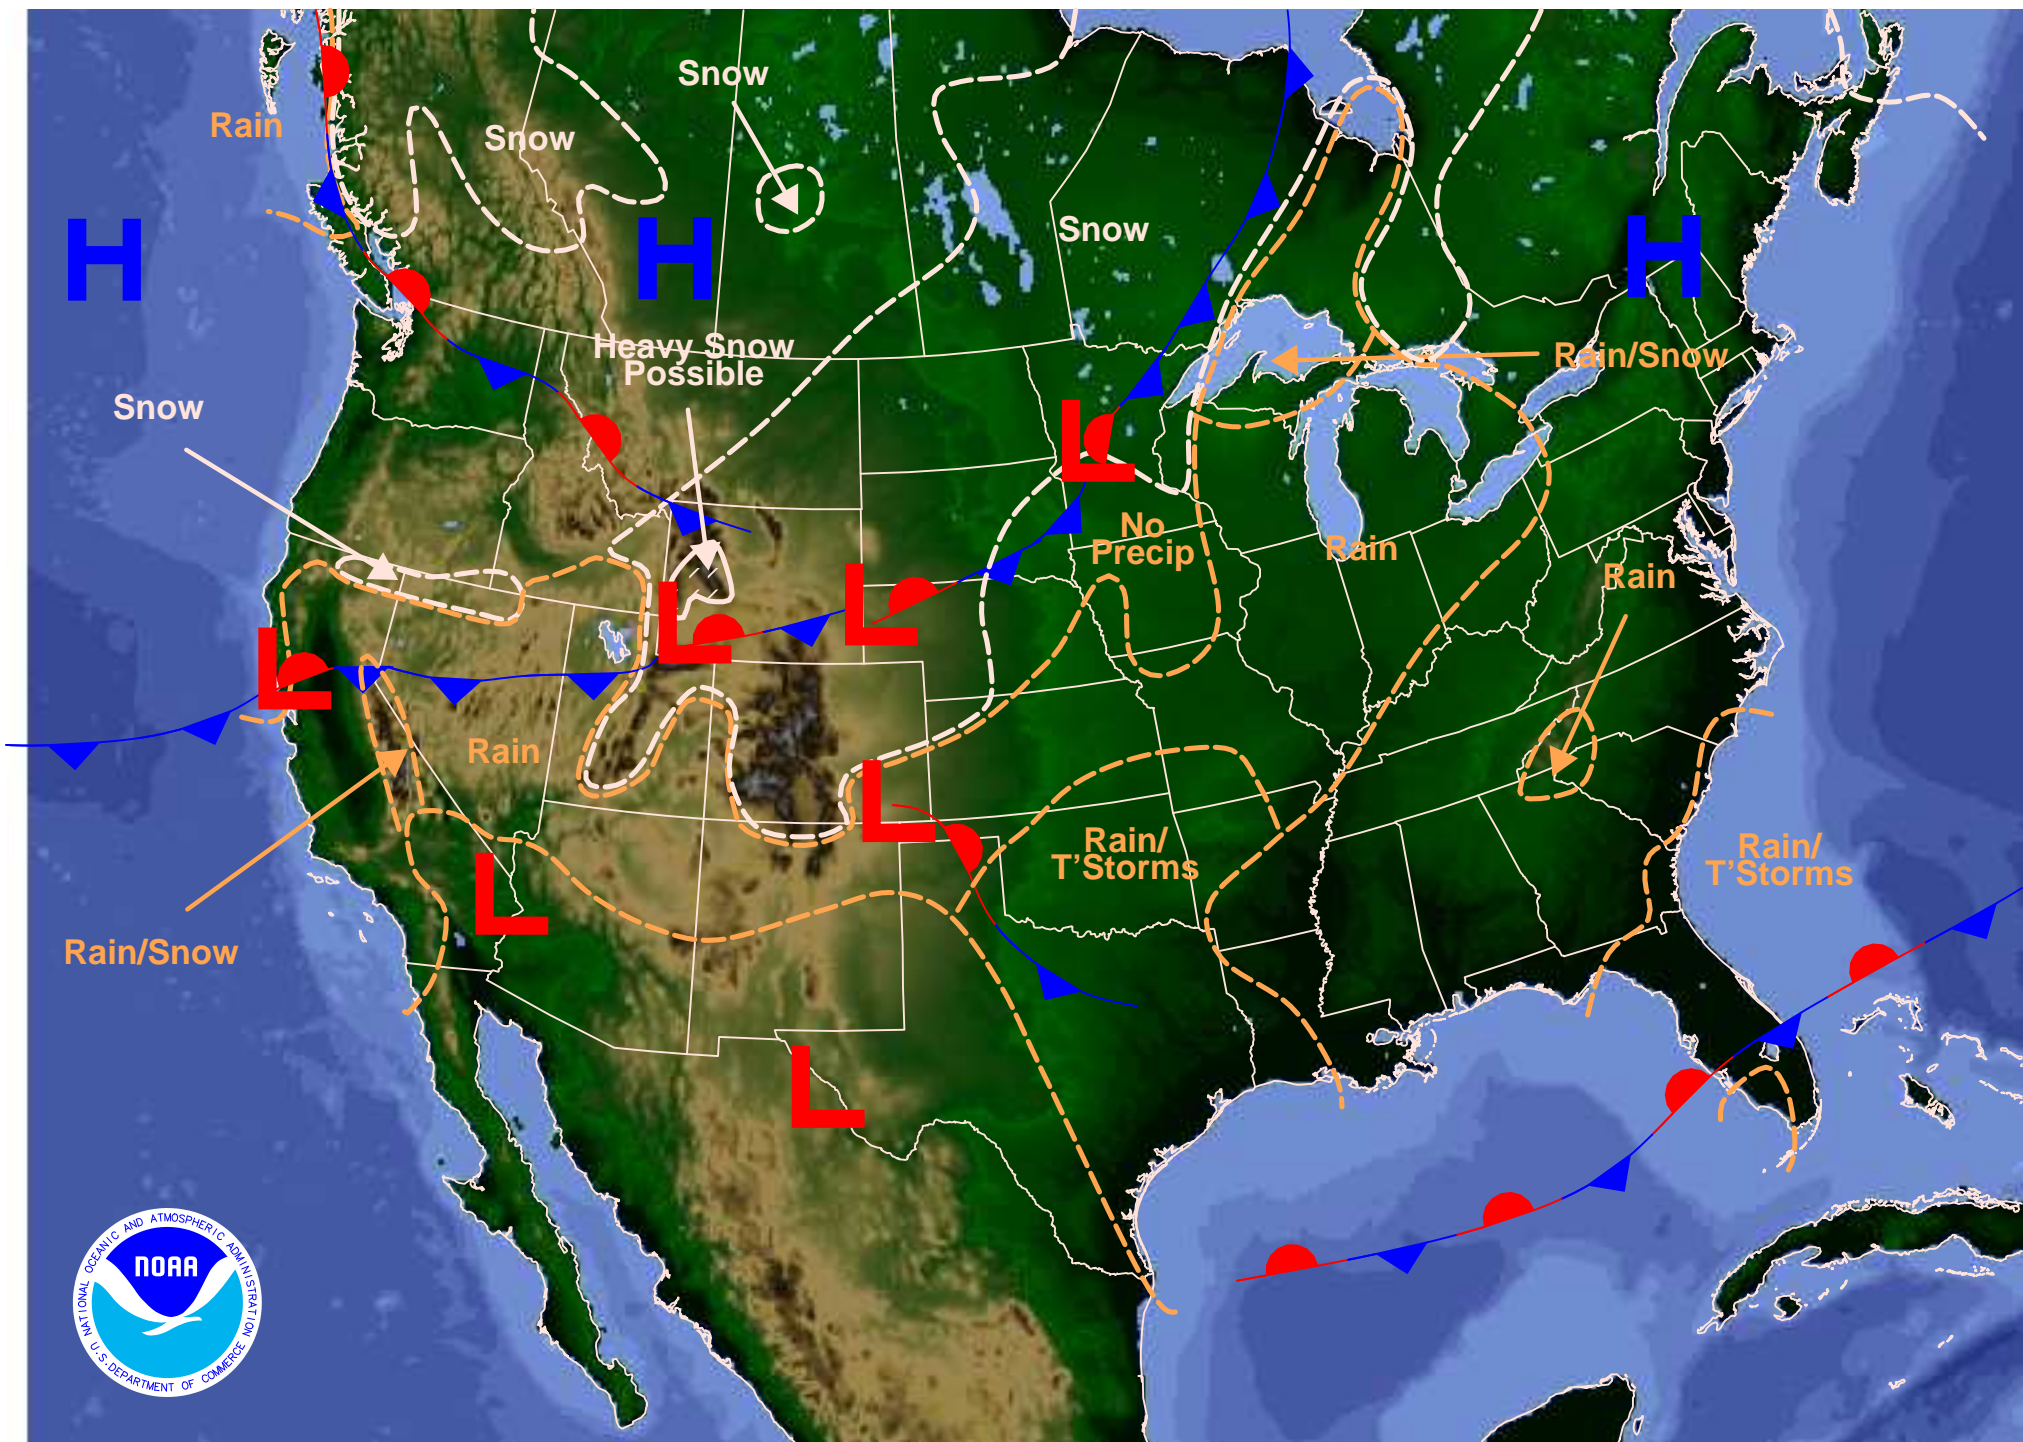 Snow
Rain
Snow
H
H
Snow
H
Heavy Snow
Possible
Rain/Snow
Snow
L
No
Precip
Rain
Rain
L
L
L
Rain
L
Rain/
T'Storms
Rain/
T'Storms
L
Rain/Snow
L
NATIONAL OCEANIC AND ATMOSPHERIC ADMINISTRATION
NOAA
U.S. DEPARTMENT OF COMMERCE